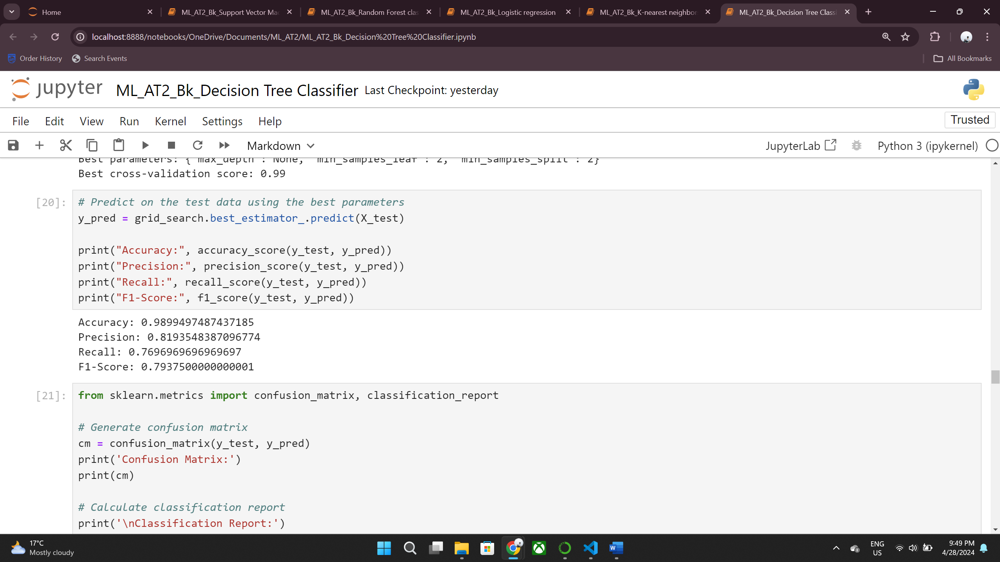 Home
ML_AT2_Bk_Support Vector Mac
ML_AT2_Bk_Random Forest clas
ML_AT2_Bk_Logistic regression
ML_AT2_Bk_K-nearest neighbor
ML_AT2_Bk_Decision Tree Classi
localhost:8888/notebooks/OneDrive/Documents/ML_AT2/ML_AT2_Bk_Decision%20Tree%20Classifier.ipynb
Order History
Search Events
All Bookmarks
jupyter
ML_AT2_Bk_Decision Tree Classifier Last Checkpoint: yesterday
File Edit View Run Kernel Settings Help
Trusted
Markdown
JupyterLab
Python 3 (ipykernel)
Best parameters: {'max_depth': None, 'min_samples_leaf': 2, 'min_samples_split': 2}
Best cross-validation score: 0.99
[20]:
# Predict on the test data using the best parameters
y_pred = grid_search.best_estimator_.predict(X_test)
print("Accuracy:", accuracy_score(y_test, y_pred))
print("Precision:", precision_score(y_test, y_pred))
print("Recall:", recall_score(y_test, y_pred))
print("F1-Score:", f1_score(y_test, y_pred))
Accuracy: 0.9899497487437185
Precision: 0.8193548387096774
Recall: 0.7696969696969697
F1-Score: 0.7937500000000001
[21]:
from sklearn.metrics import confusion_matrix, classification_report
# Generate confusion matrix
cm = confusion_matrix(y_test, y_pred)
print('Confusion Matrix:')
print(cm)
# Calculate classification report
print('\nClassification Report:')
17°C
Mostly cloudy
W
ENG
US
9:49 PM
4/28/2024